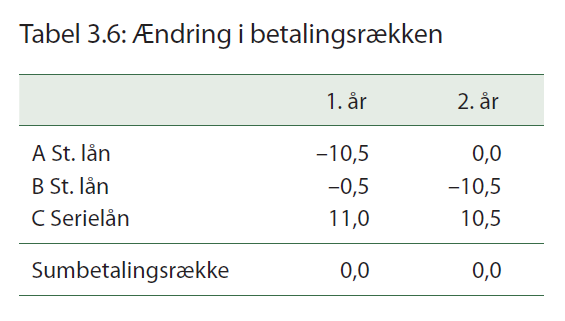 Tabel 3.6: Ændring i betalingsrækken
1. år 2. år
A St. lån –10,5 0,0
B St. lån –0,5 –10,5
C Serielån 11,0 10,5
Sumbetalingsrække 0,0 0,0